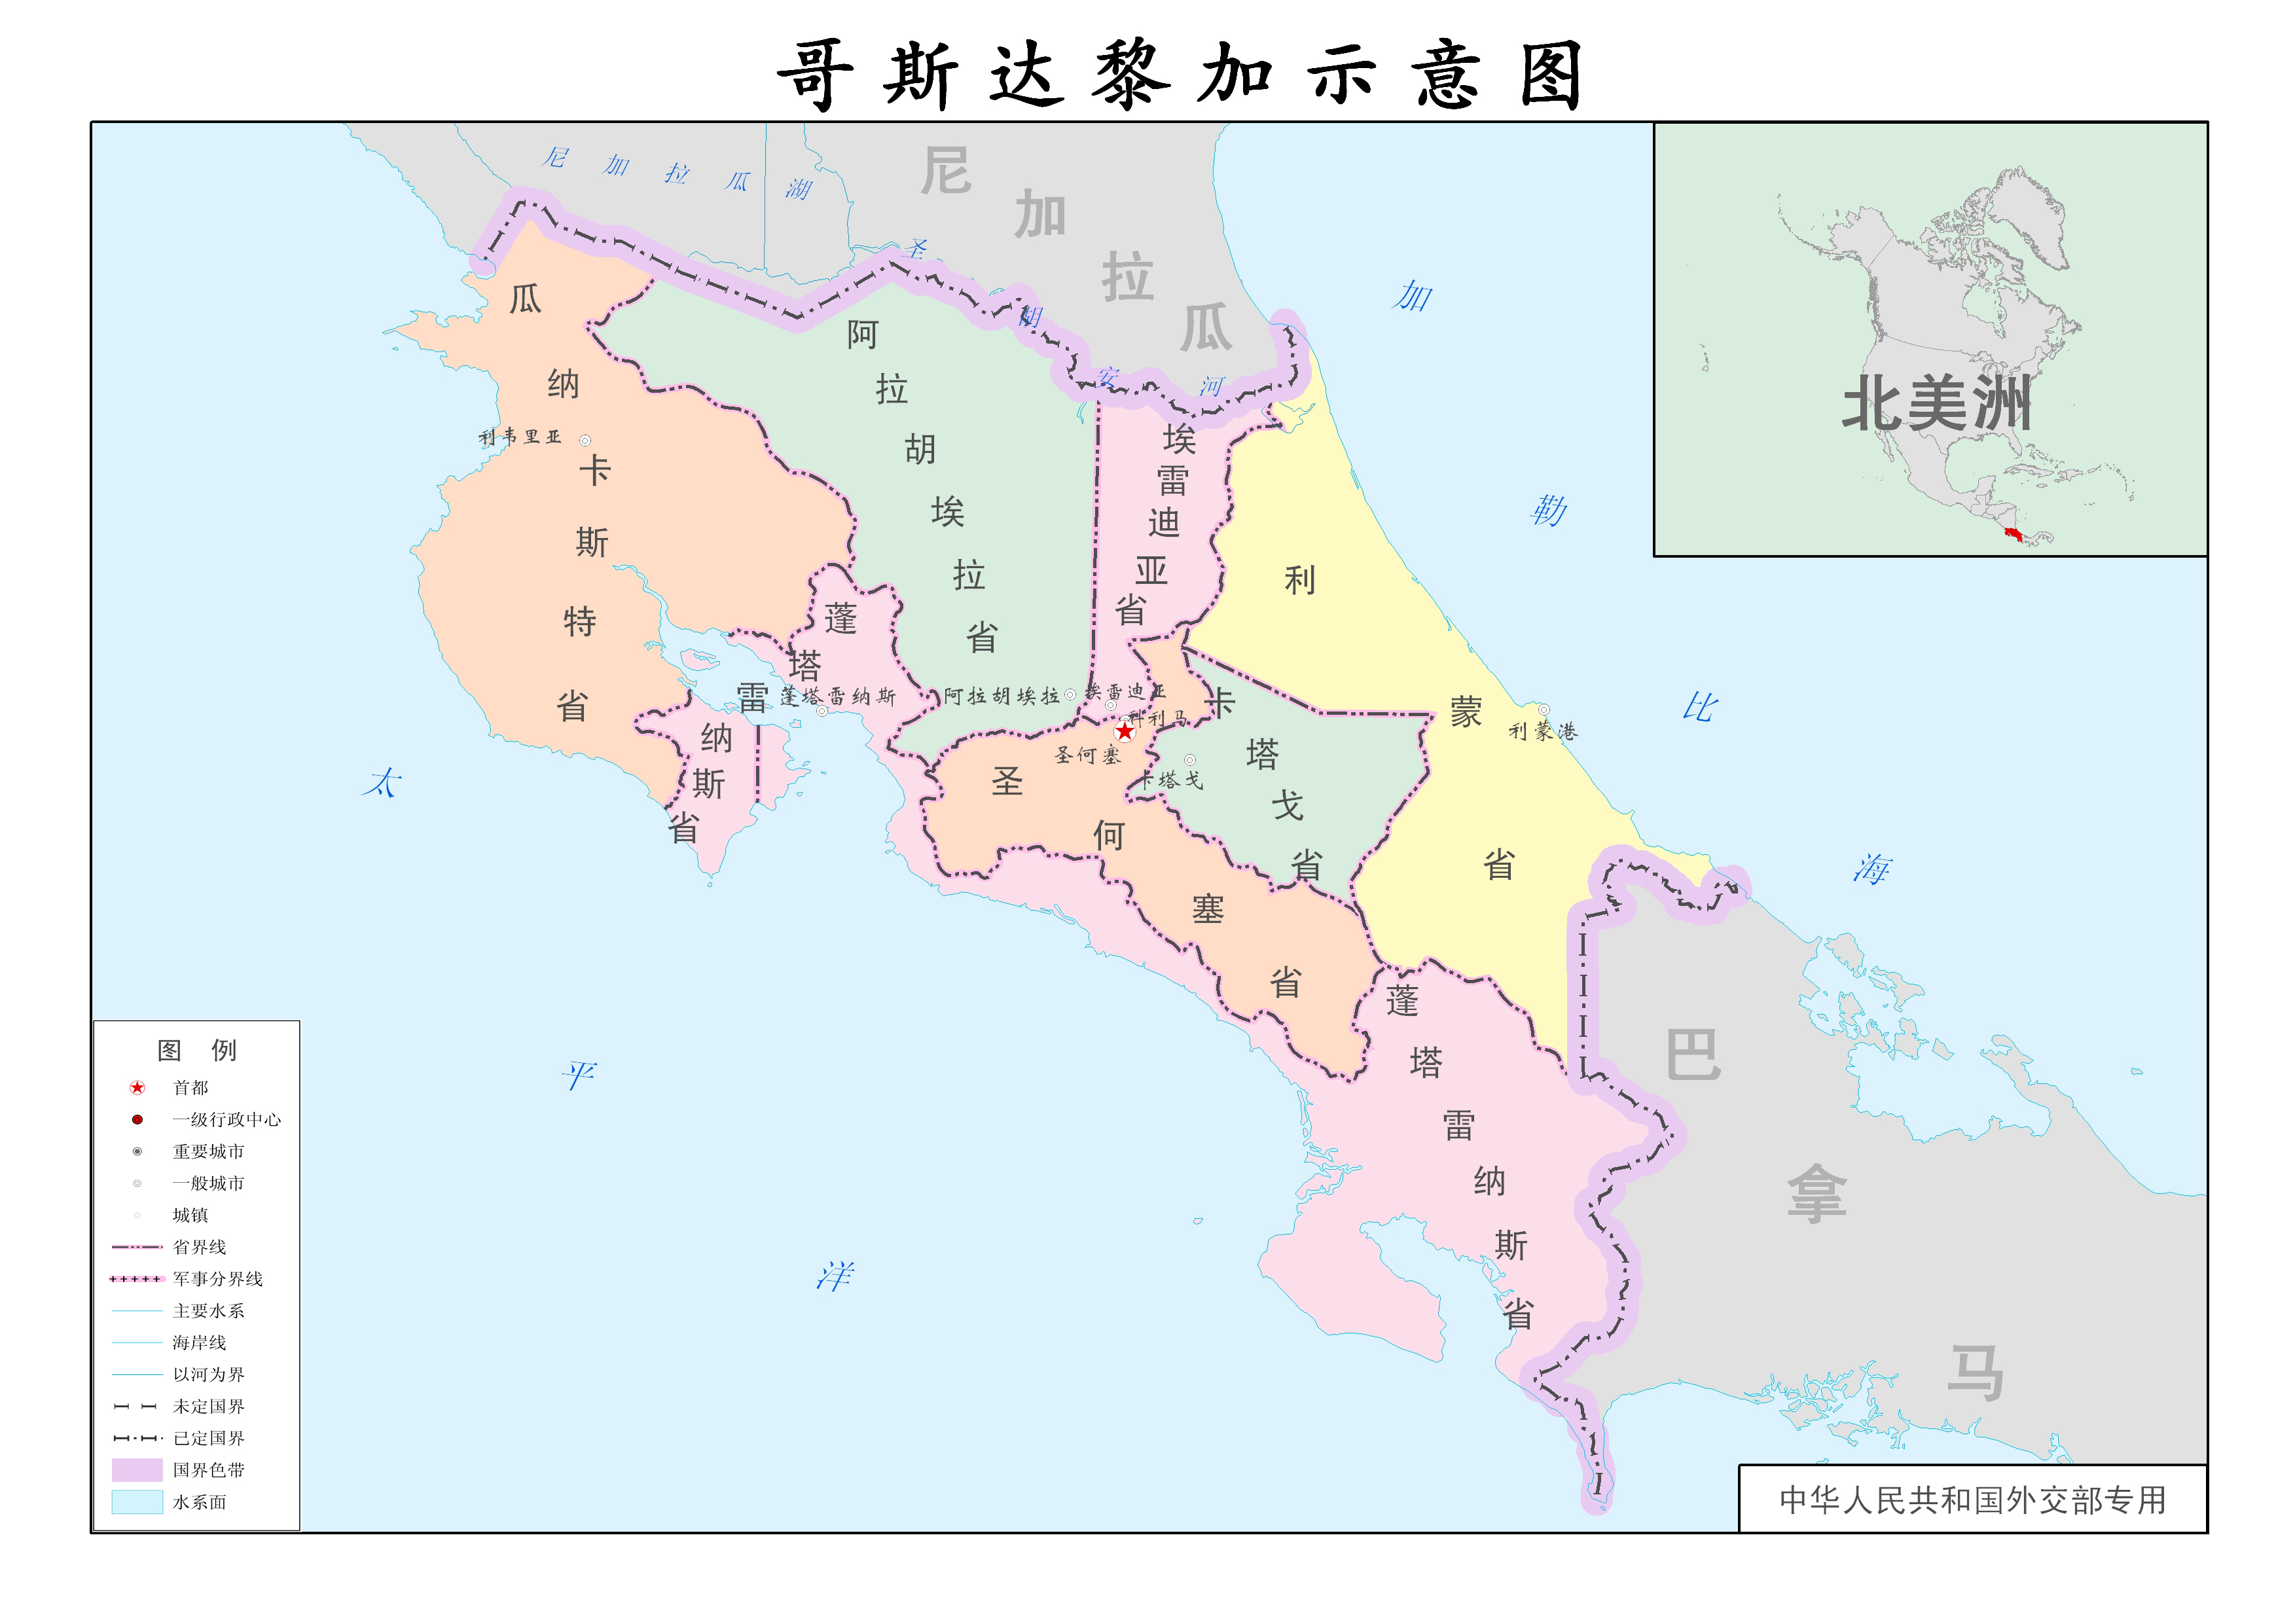 哥斯达黎加示意图
尼加拉瓜湖
尼加拉瓜
圣胡安河
加勒比海
北美洲
瓜纳卡斯特省
利韦里亚
阿拉胡埃拉省
埃雷迪亚省
利蒙省
蓬塔雷纳斯省
蓬塔雷纳斯
阿拉胡埃拉
埃雷迪亚
科利马
圣何塞
卡塔戈省
卡塔戈
利蒙港
圣何塞省
蓬塔雷纳斯省
太平洋
巴拿马
图例
首都
一级行政中心
重要城市
一般城市
城镇
省界线
军事分界线
主要水系
海岸线
以河为界
未定国界
已定国界
国界色带
水系面
中华人民共和国外交部专用